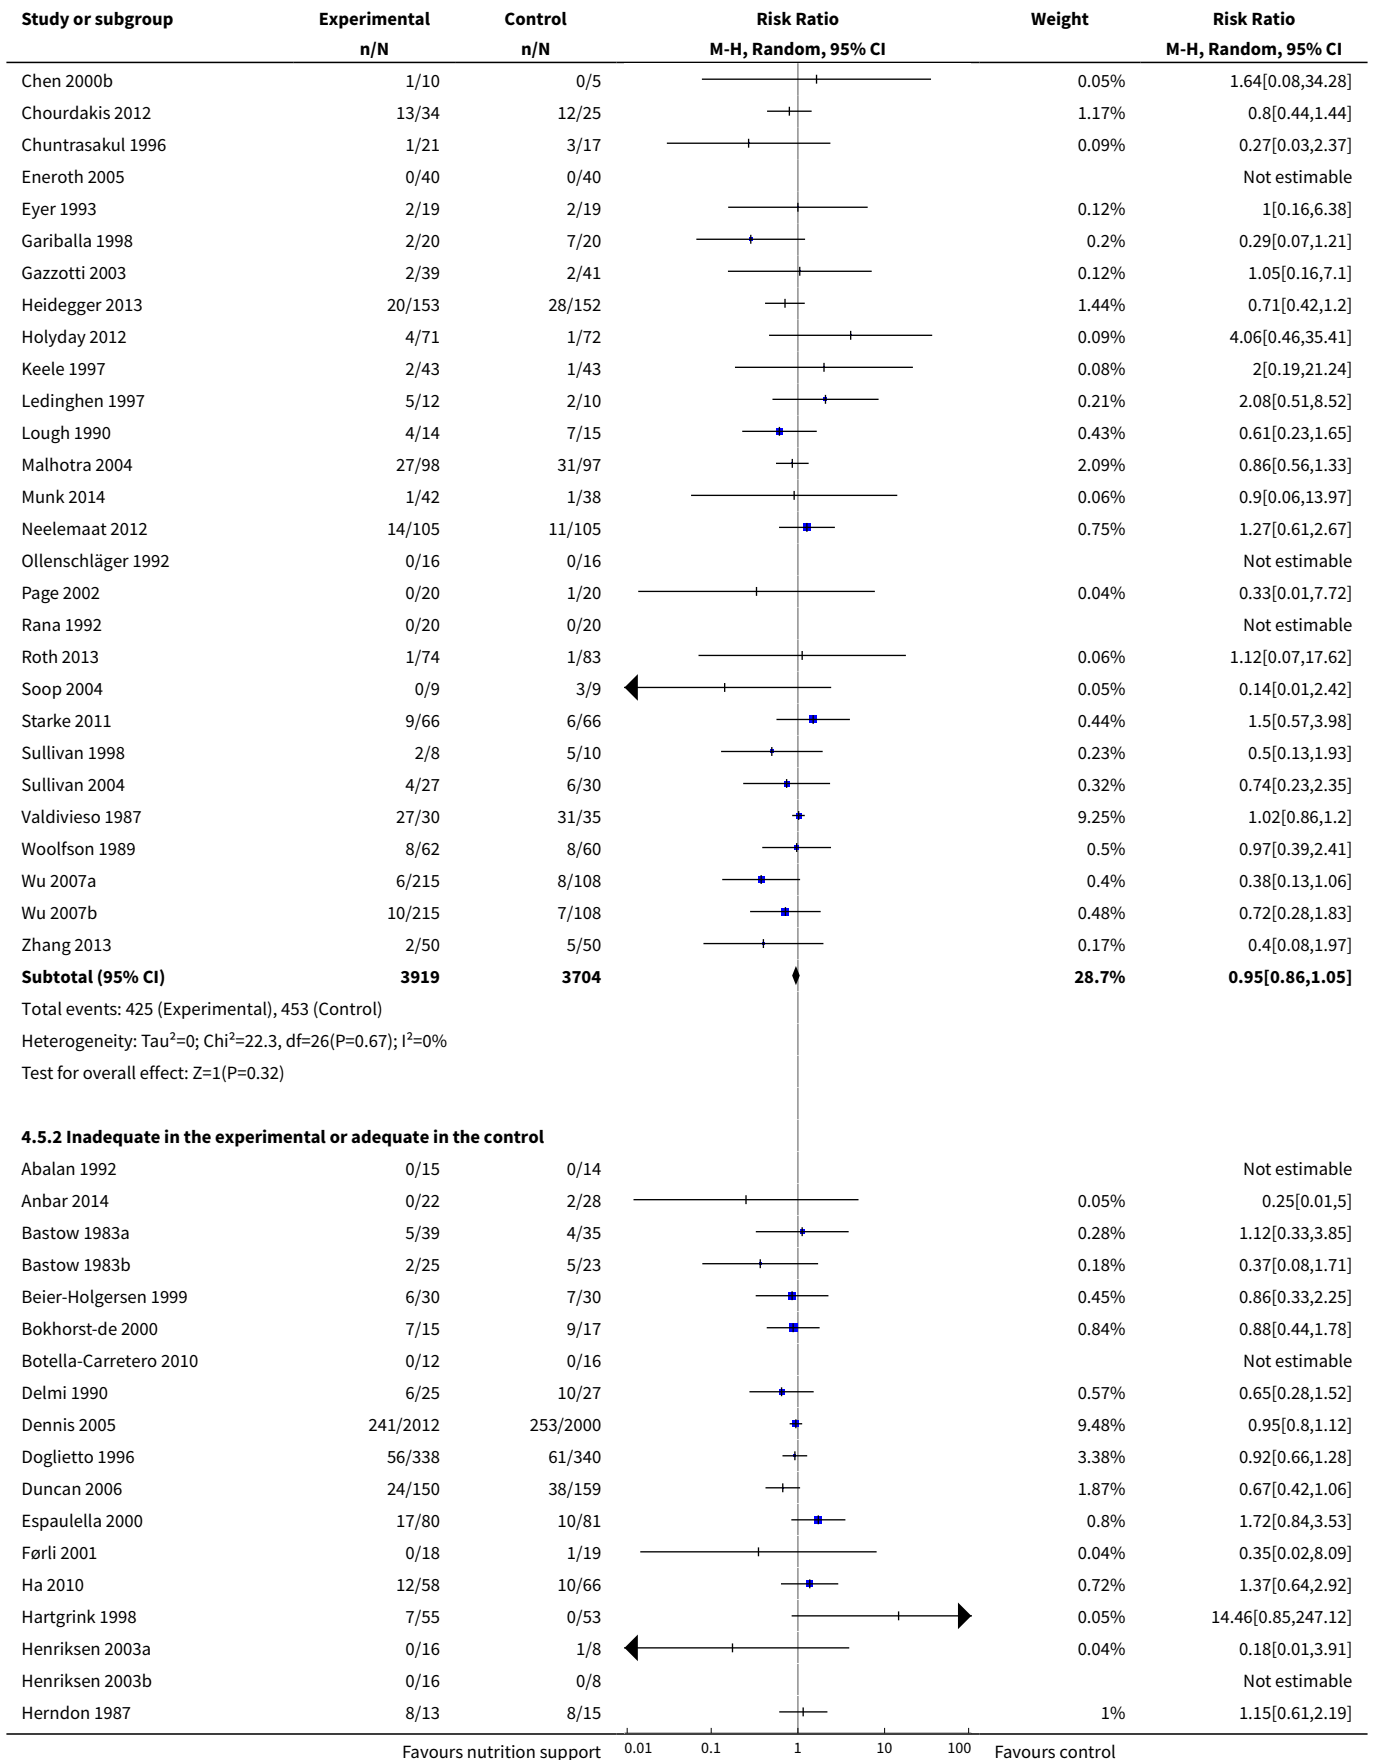 Study or subgroup Experimental Control Risk Ratio Weight Risk Ratio
n/N n/N M-H, Random, 95% CI M-H, Random, 95% CI
Chen 2000b 1/10 0/5 0.05% 1.64[0.08,34.28]
Chourdakis 2012 13/34 12/25 1.17% 0.8[0.44,1.44]
Chuntrasakul 1996 1/21 3/17 0.09% 0.27[0.03,2.37]
Eneroth 2005 0/40 0/40 Not estimable
Eyer 1993 2/19 2/19 0.12% 1[0.16,6.38]
Gariballa 1998 2/20 7/20 0.2% 0.29[0.07,1.21]
Gazzotti 2003 2/39 2/41 0.12% 1.05[0.16,7.1]
Heidegger 2013 20/153 28/152 1.44% 0.71[0.42,1.2]
Holyday 2012 4/71 1/72 0.09% 4.06[0.46,35.41]
Keele 1997 2/43 1/43 0.08% 2[0.19,21.24]
Ledinghen 1997 5/12 2/10 0.21% 2.08[0.51,8.52]
Lough 1990 4/14 7/15 0.43% 0.61[0.23,1.65]
Malhotra 2004 27/98 31/97 2.09% 0.86[0.56,1.33]
Munk 2014 1/42 1/38 0.06% 0.9[0.06,13.97]
Neelemaat 2012 14/105 11/105 0.75% 1.27[0.61,2.67]
Ollenschläger 1992 0/16 0/16 Not estimable
Page 2002 0/20 1/20 0.04% 0.33[0.01,7.72]
Rana 1992 0/20 0/20 Not estimable
Roth 2013 1/74 1/83 0.06% 1.12[0.07,17.62]
Soop 2004 0/9 3/9 0.05% 0.14[0.01,2.42]
Starke 2011 9/66 6/66 0.44% 1.5[0.57,3.98]
Sullivan 1998 2/8 5/10 0.23% 0.5[0.13,1.93]
Sullivan 2004 4/27 6/30 0.32% 0.74[0.23,2.35]
Valdivieso 1987 27/30 31/35 9.25% 1.02[0.86,1.2]
Woolfson 1989 8/62 8/60 0.5% 0.97[0.39,2.41]
Wu 2007a 6/215 8/108 0.4% 0.38[0.13,1.06]
Wu 2007b 10/215 7/108 0.48% 0.72[0.28,1.83]
Zhang 2013 2/50 5/50 0.17% 0.4[0.08,1.97]
Subtotal (95% CI) 3919 3704 28.7% 0.95[0.86,1.05]
Total events: 425 (Experimental), 453 (Control)
Heterogeneity: Tau²=0; Chi²=22.3, df=26(P=0.67); I²=0%
Test for overall effect: Z=1(P=0.32)
4.5.2 Inadequate in the experimental or adequate in the control
Abalan 1992 0/15 0/14 Not estimable
Anbar 2014 0/22 2/28 0.05% 0.25[0.01,5]
Bastow 1983a 5/39 4/35 0.28% 1.12[0.33,3.85]
Bastow 1983b 2/25 5/23 0.18% 0.37[0.08,1.71]
Beier-Holgersen 1999 6/30 7/30 0.45% 0.86[0.33,2.25]
Bokhorst-de 2000 7/15 9/17 0.84% 0.88[0.44,1.78]
Botella-Carretero 2010 0/12 0/16 Not estimable
Delmi 1990 6/25 10/27 0.57% 0.65[0.28,1.52]
Dennis 2005 241/2012 253/2000 9.48% 0.95[0.8,1.12]
Doglietto 1996 56/338 61/340 3.38% 0.92[0.66,1.28]
Duncan 2006 24/150 38/159 1.87% 0.67[0.42,1.06]
Espaulella 2000 17/80 10/81 0.8% 1.72[0.84,3.53]
Førli 2001 0/18 1/19 0.04% 0.35[0.02,8.09]
Ha 2010 12/58 10/66 0.72% 1.37[0.64,2.92]
Hartgrink 1998 7/55 0/53 0.05% 14.46[0.85,247.12]
Henriksen 2003a 0/16 1/8 0.04% 0.18[0.01,3.91]
Henriksen 2003b 0/16 0/8 Not estimable
Herndon 1987 8/13 8/15 1% 1.15[0.61,2.19]
Favours nutrition support 0.01 0.1 1 10 100 Favours control